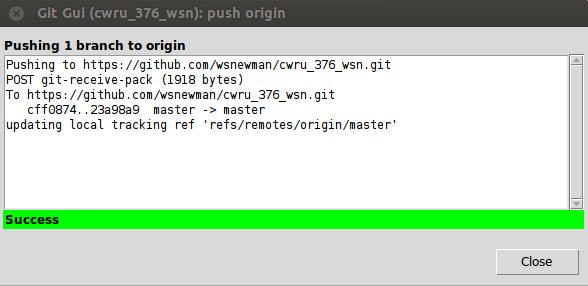 Git Gui (cwru_376_wsn): push origin
Pushing 1 branch to origin
Pushing to https://github.com/wsnewman/cwru_376_wsn.git
POST git-receive-pack (1918 bytes)
To https://github.com/wsnewman/cwru_376_wsn.git
   cff0874..23a98a9  master -> master
updating local tracking ref 'refs/remotes/origin/master'
Success
Close